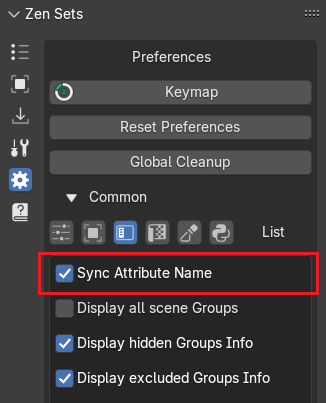 Zen Sets
Preferences
Keymap
Reset Preferences
Global Cleanup
Common
List
Sync Attribute Name
Display all scene Groups
Display hidden Groups Info
Display excluded Groups Info